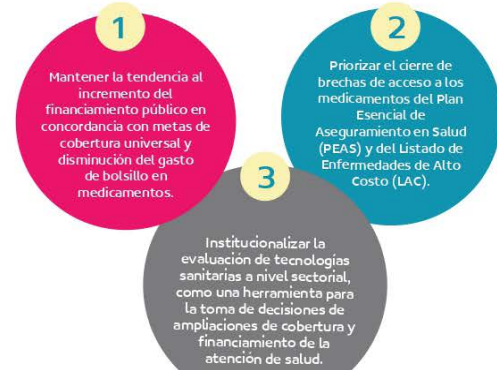 1
Mantener la tendencia al
incremento del
financiamiento público en
concordancia con metas de
cobertura universal y
disminución del gasto
de bolsillo en
medicamentos.
2
Priorizar el cierre de
brechas de acceso a los
medicamentos del Plan
Esencial de
Aseguramiento en Salud
(PEAS) y del Listado de
Enfermedades de Alto
Costo (LAC).
3
Institucionalizar la
evaluación de tecnologías
sanitarias a nivel sectorial,
como una herramienta para
la toma de decisiones de
ampliaciones de cobertura y
financiamiento de la
atención de salud.